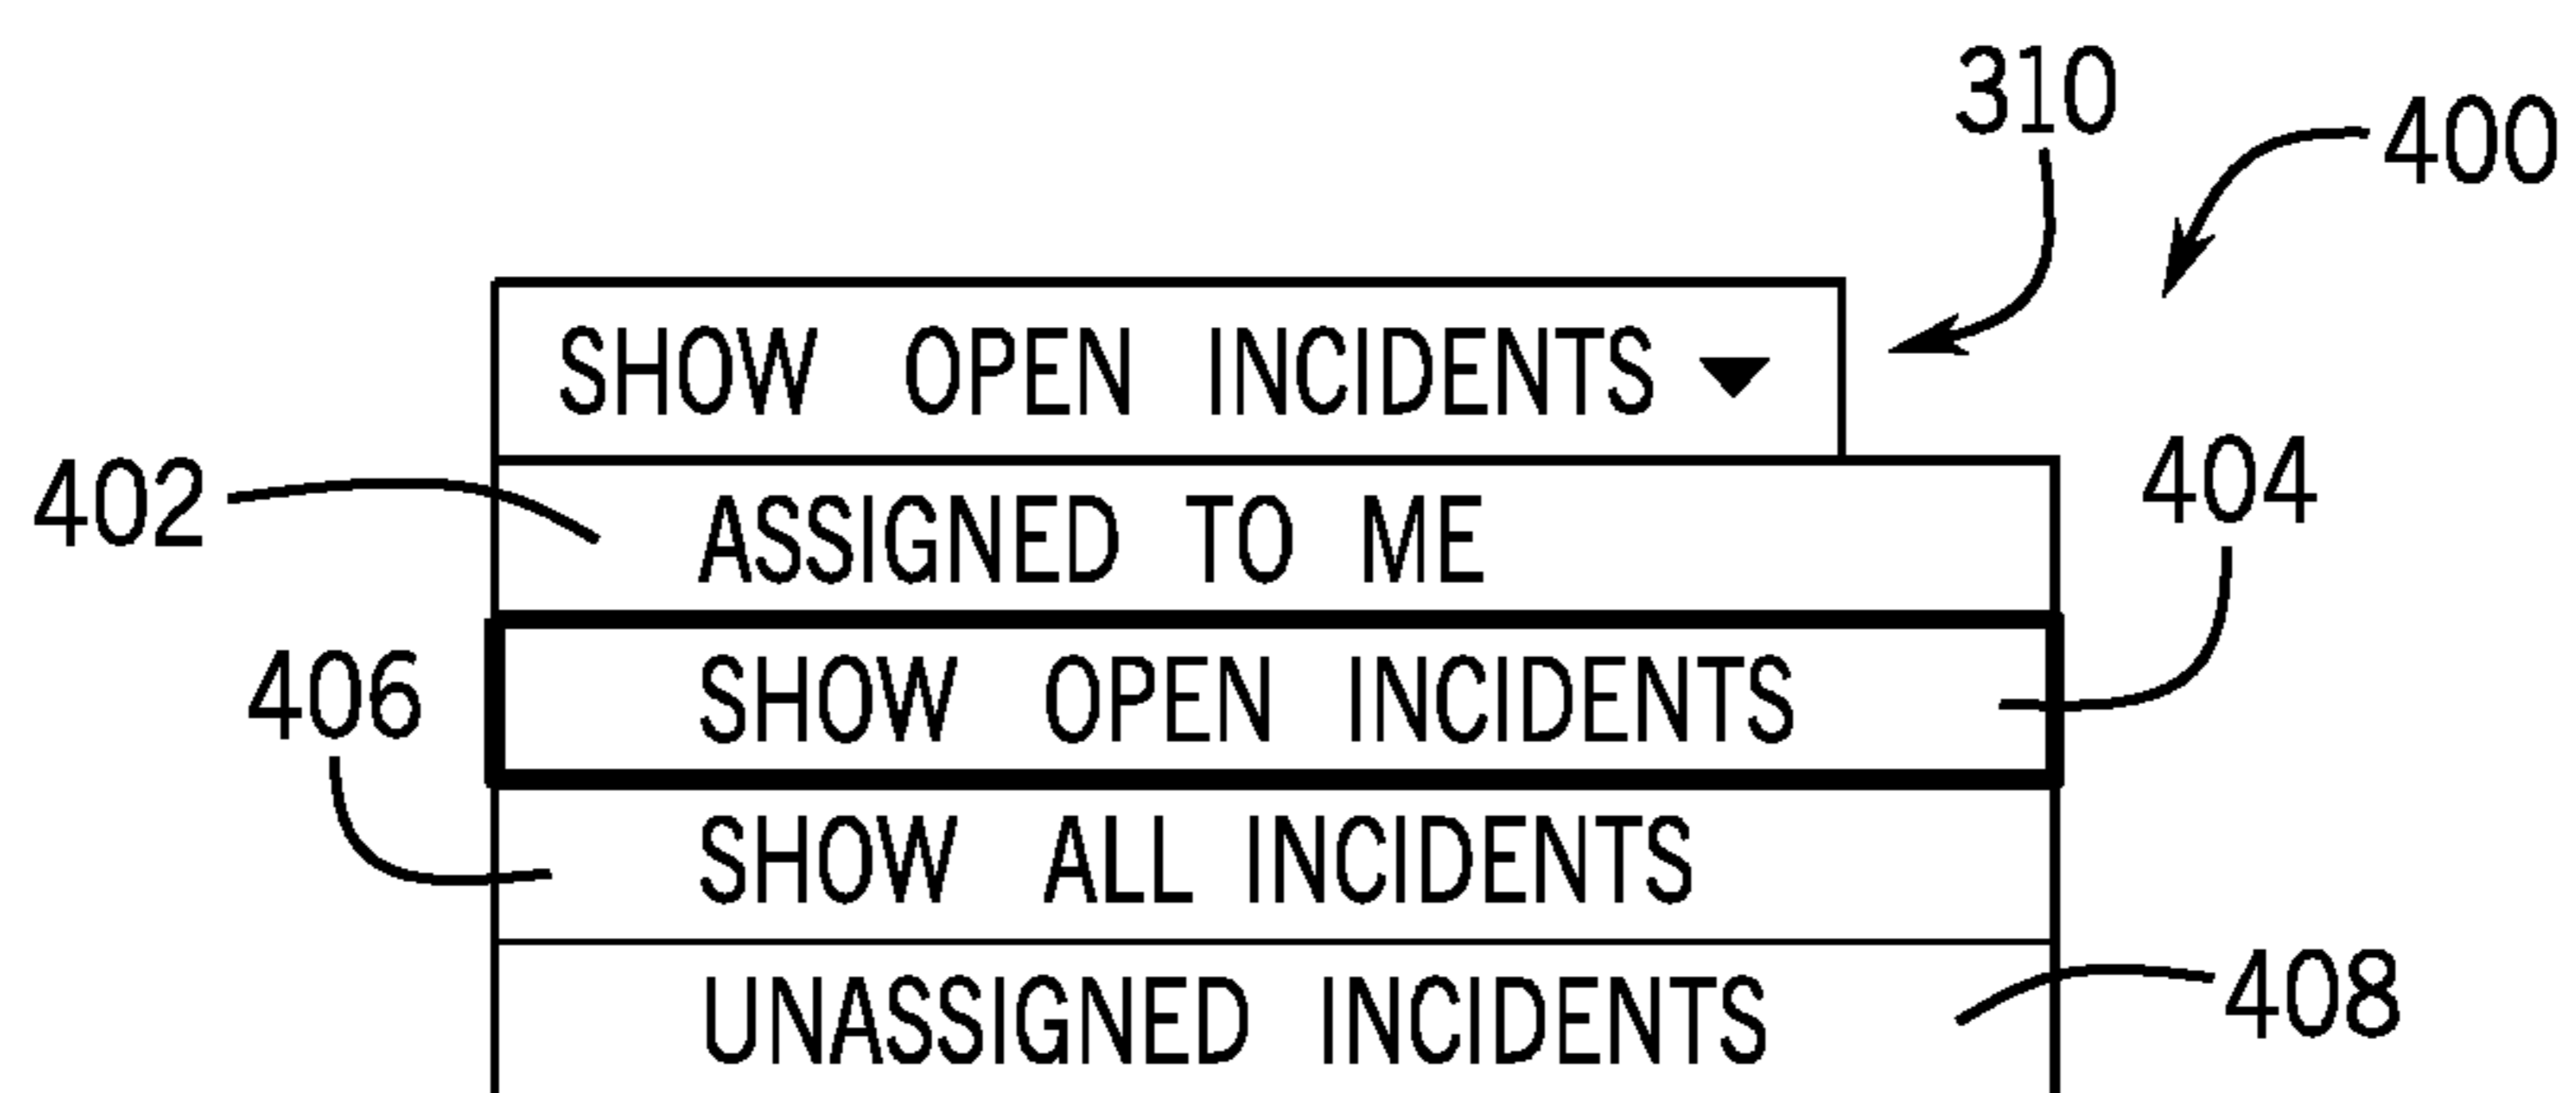 310
400
SHOW OPEN INCIDENTS
402
ASSIGNED TO ME
404
406
SHOW OPEN INCIDENTS
SHOW ALL INCIDENTS
UNASSIGNED INCIDENTS
408